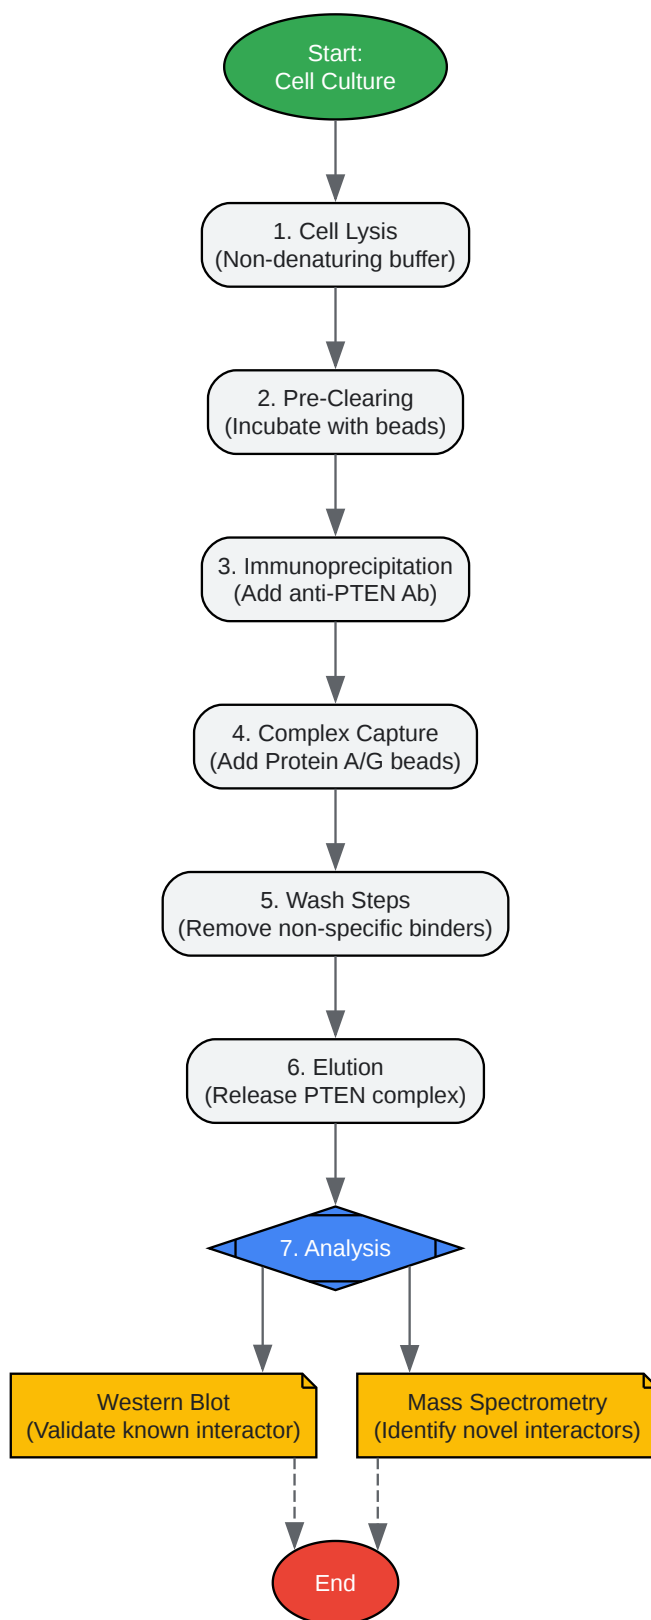 Start:
Cell Culture
1. Cell Lysis
(Non-denaturing buffer)
2. Pre-Clearing
(Incubate with beads)
3. Immunoprecipitation
(Add anti-PTEN Ab)
4. Complex Capture
(Add Protein A/G beads)
5. Wash Steps
(Remove non-specific binders)
6. Elution
(Release PTEN complex)
7. Analysis
Western Blot
(Validate known interactor)
Mass Spectrometry
(Identify novel interactors)
End